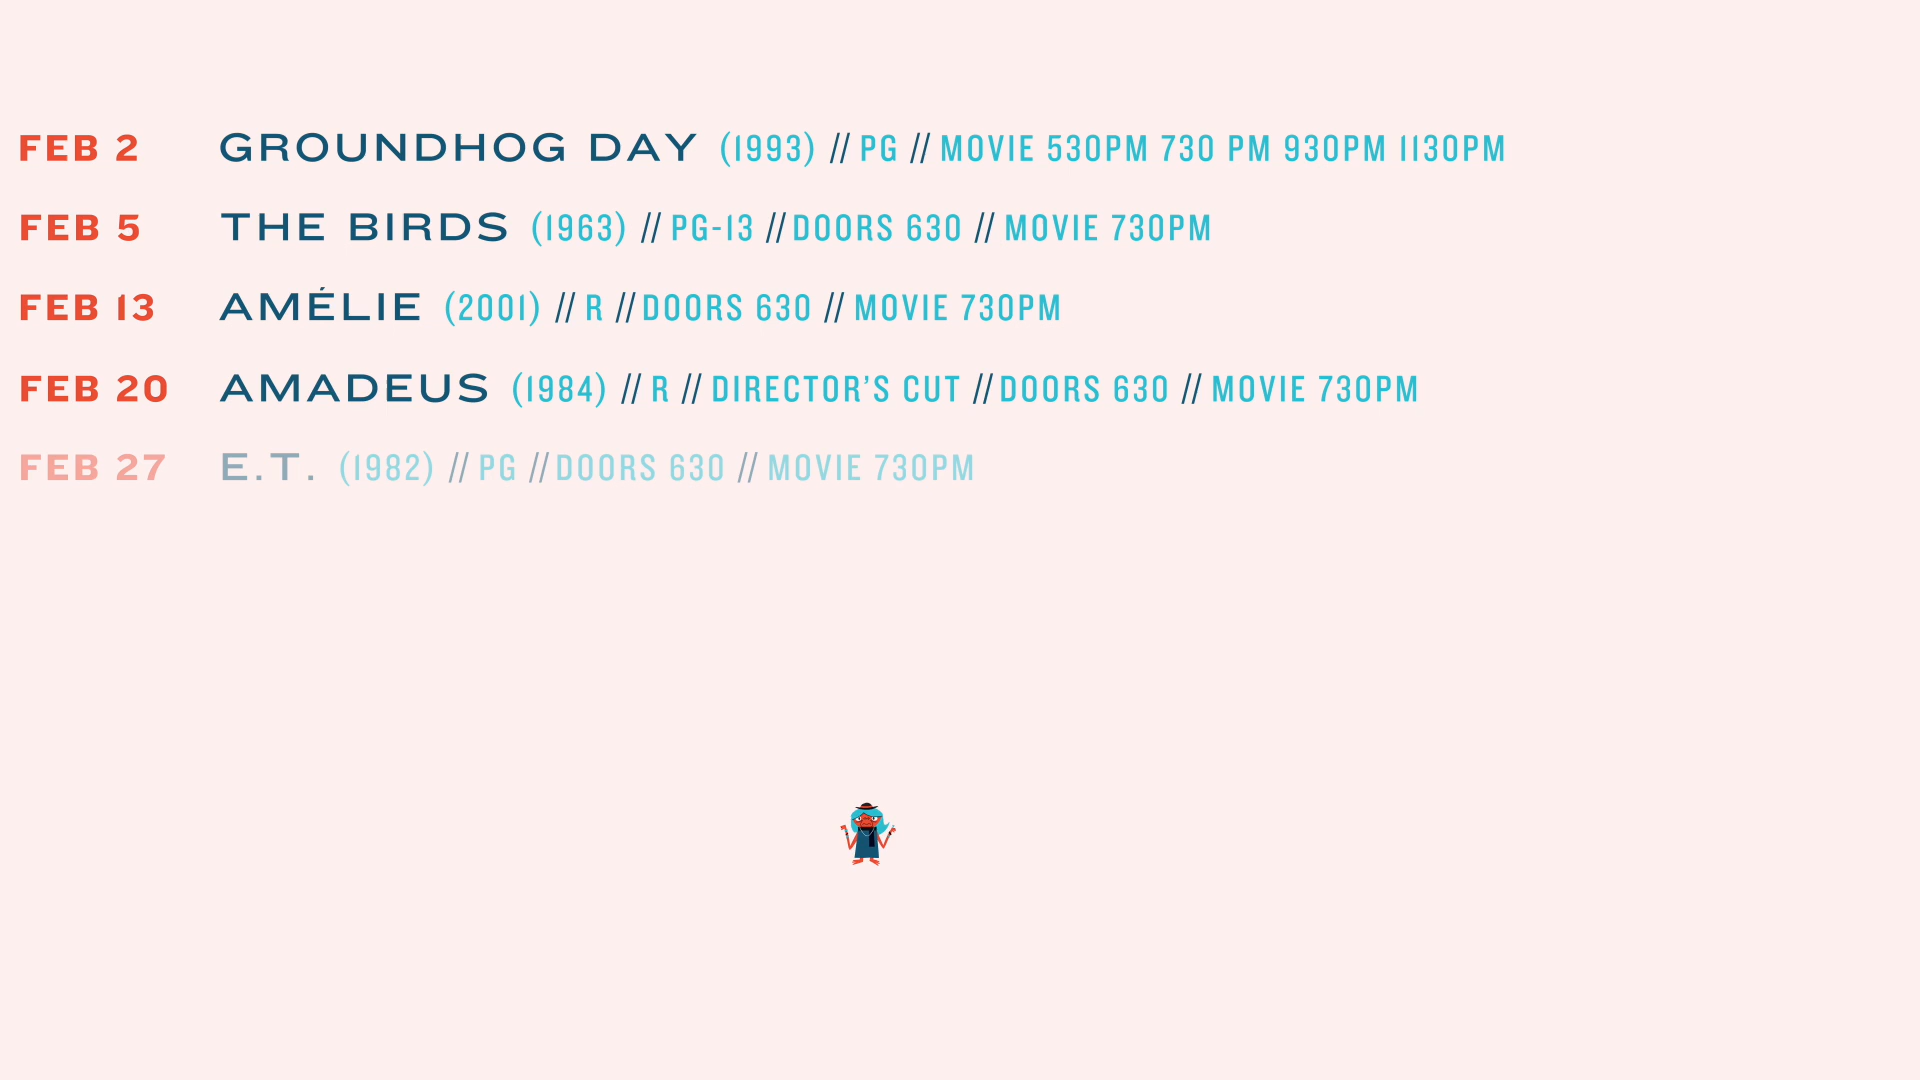 FEB 2 GROUNDHOG DAY (1993) // PG // MOVIE 530PM 730 PM 930PM 1130PM
FEB 5 THE BIRDS (1963) // PG-13 // DOORS 630 // MOVIE 730PM
FEB 13 AMÉLIE (2001) // R // DOORS 630 // MOVIE 730PM
FEB 20 AMADEUS (1984) // R // DIRECTOR'S CUT // DOORS 630 // MOVIE 730PM
FEB 27 E.T. (1982) // PG // DOORS 630 // MOVIE 730PM